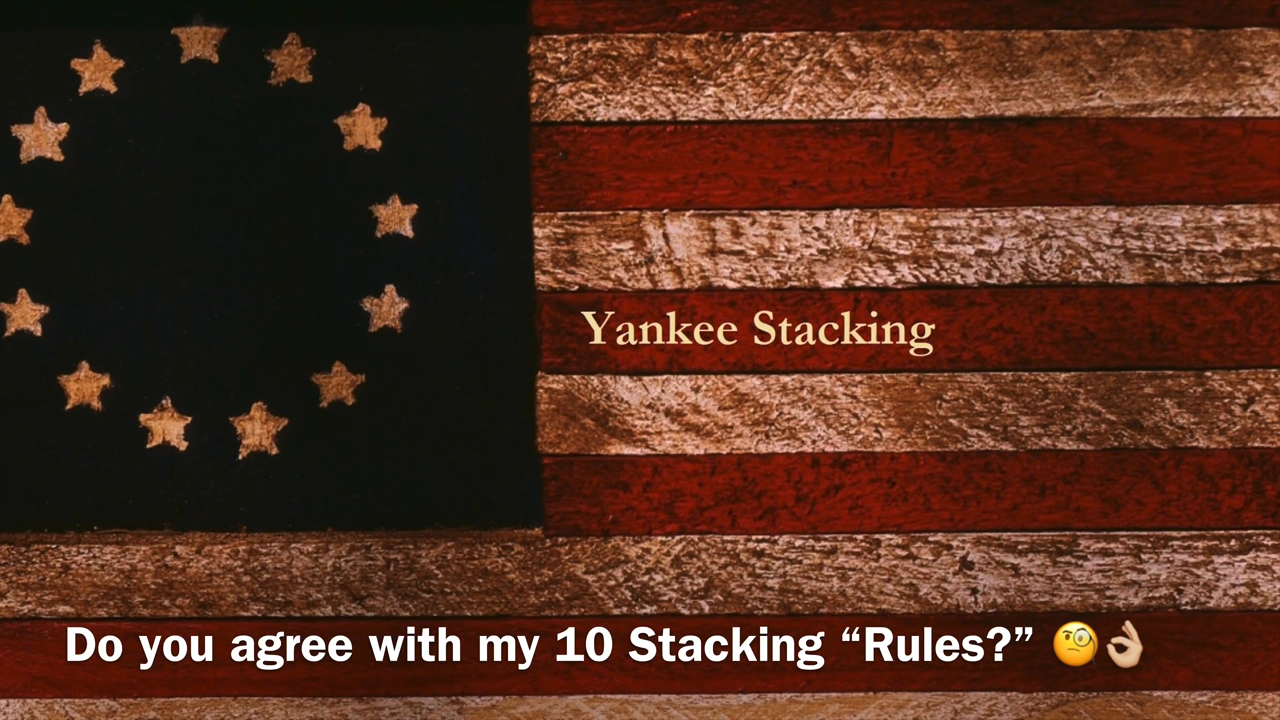 Yankee Stacking
Do you agree with my 10 Stacking “Rules?” 🧐👌🏼